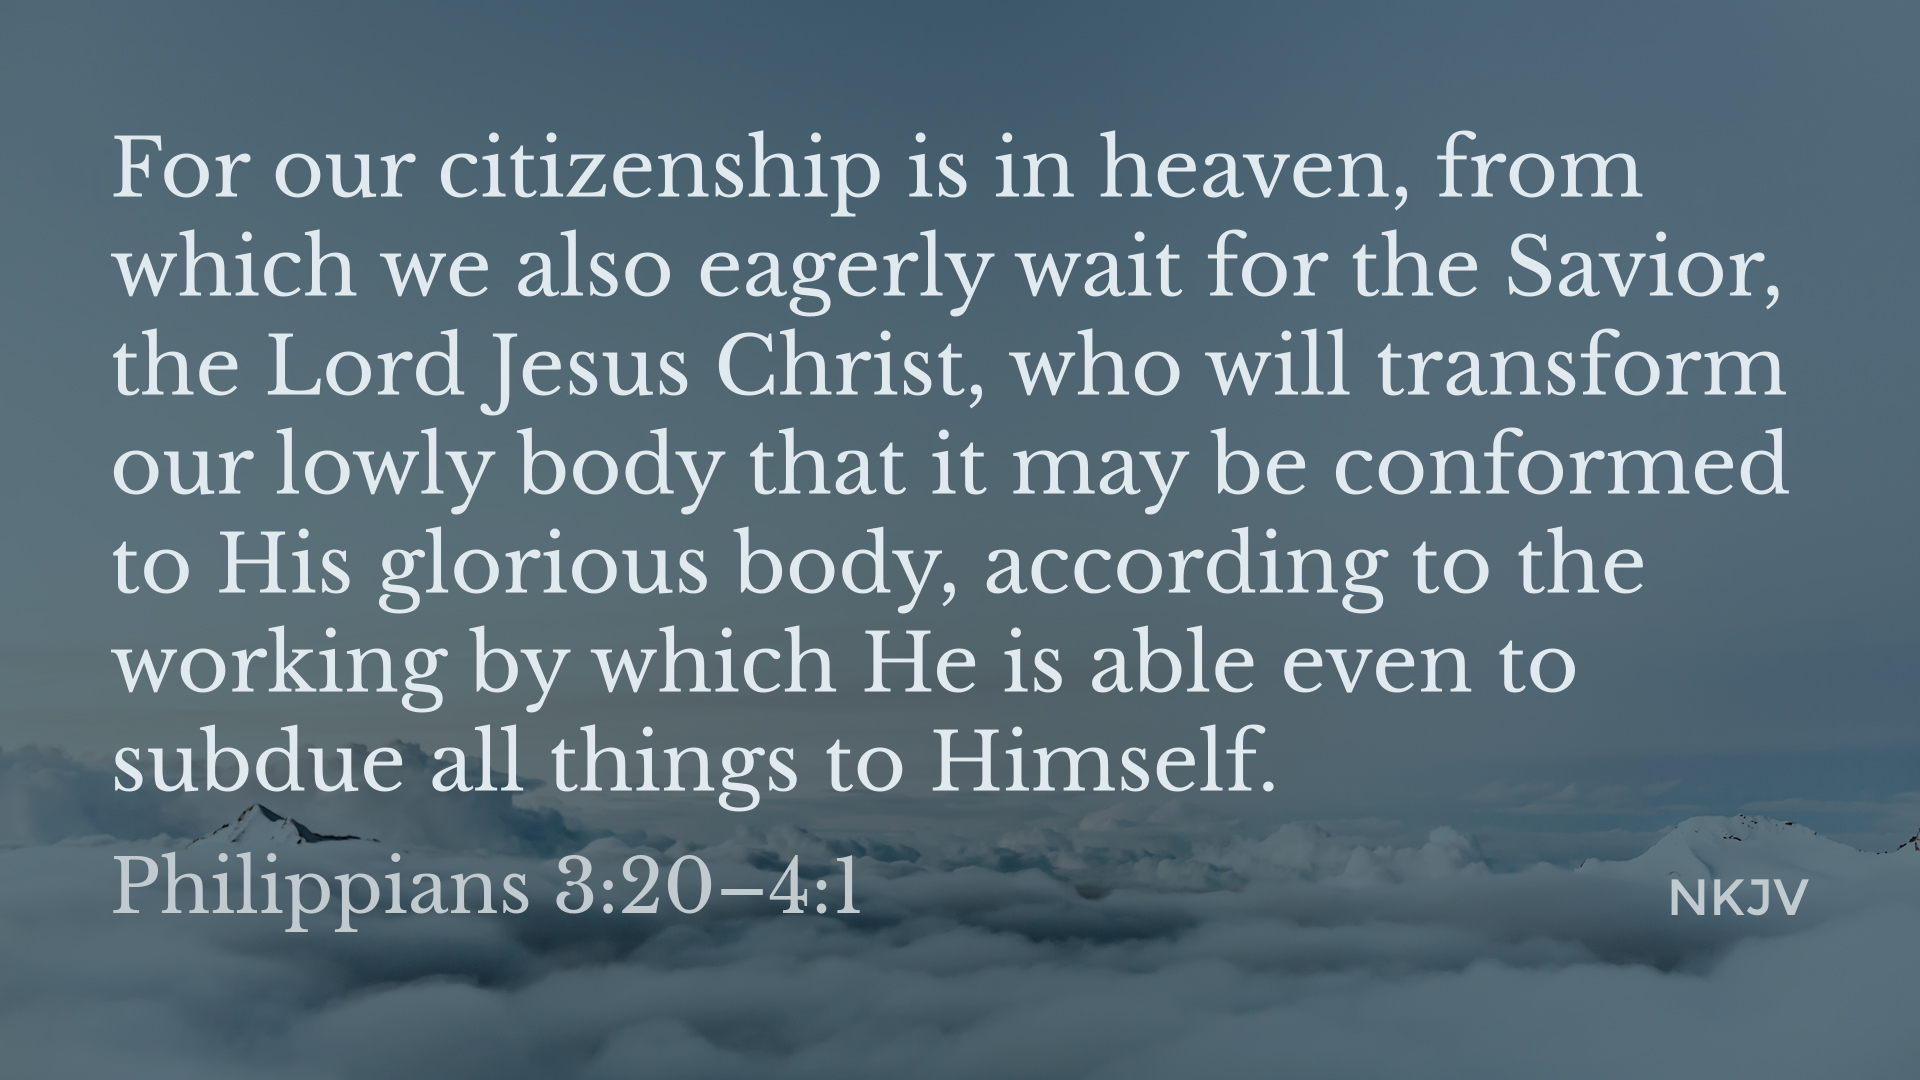 For our citizenship is in heaven, from
which we also eagerly wait for the Savior,
the Lord Jesus Christ, who will transform
our lowly body that it may be conformed
to His glorious body, according to the
working by which He is able even to
subdue all things to Himself.
Philippians 3:20–4:1
NKJV